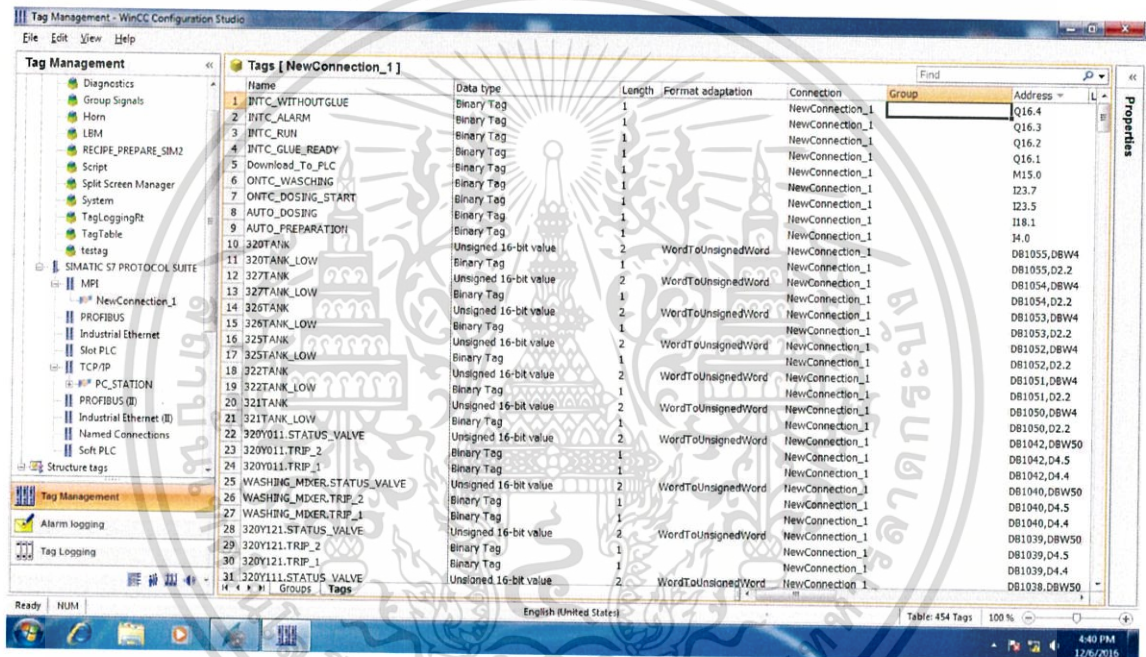 Tag Management - WinCC Configuration Studio
File Edit View Help
Tag Management «
Diagnostics
Group Signals
Horn
LBM
RECIPE_PREPARE_SIM2
Script
Split Screen Manager
System
TagLoggingRt
TagTable
testag
SIMATIC S7 PROTOCOL SUITE
MPI
NewConnection_1
PROFIBUS
Industrial Ethernet
Slot PLC
TCP/IP
PC_STATION
PROFIBUS (II)
Industrial Ethernet (II)
Named Connections
Soft PLC
Structure tags
Tag Management
Alarm logging
Tag Logging
Tags [ NewConnection_1 ]
Find
Name Data type Length Format adaptation Connection Group Address L
1 INTC_WITHOUTGLUE Binary Tag 1 NewConnection_1 Q16.4
2 INTC_ALARM Binary Tag 1 NewConnection_1 Q16.3
3 INTC_RUN Binary Tag 1 NewConnection_1 Q16.2
4 INTC_GLUE_READY Binary Tag 1 NewConnection_1 Q16.1
5 Download_To_PLC Binary Tag 1 NewConnection_1 M15.0
6 ONTC_WASCHING Binary Tag 1 NewConnection_1 I23.7
7 ONTC_DOSING_START Binary Tag 1 NewConnection_1 I23.5
8 AUTO_DOSING Binary Tag 1 NewConnection_1 I18.1
9 AUTO_PREPARATION Binary Tag 1 NewConnection_1 I4.0
10 320TANK Unsigned 16-bit value 2 WordToUnsignedWord NewConnection_1 DB1055,DBW4
11 320TANK_LOW Binary Tag 1 NewConnection_1 DB1055,D2.2
12 327TANK Unsigned 16-bit value 2 WordToUnsignedWord NewConnection_1 DB1054,DBW4
13 327TANK_LOW Binary Tag 1 NewConnection_1 DB1054,D2.2
14 326TANK Unsigned 16-bit value 2 WordToUnsignedWord NewConnection_1 DB1053,DBW4
15 326TANK_LOW Binary Tag 1 NewConnection_1 DB1053,D2.2
16 325TANK Unsigned 16-bit value 2 WordToUnsignedWord NewConnection_1 DB1052,DBW4
17 325TANK_LOW Binary Tag 1 NewConnection_1 DB1052,D2.2
18 322TANK Unsigned 16-bit value 2 WordToUnsignedWord NewConnection_1 DB1051,DBW4
19 322TANK_LOW Binary Tag 1 NewConnection_1 DB1051,D2.2
20 321TANK Unsigned 16-bit value 2 WordToUnsignedWord NewConnection_1 DB1050,DBW4
21 321TANK_LOW Binary Tag 1 NewConnection_1 DB1050,D2.2
22 320Y011.STATUS_VALVE Unsigned 16-bit value 2 WordToUnsignedWord NewConnection_1 DB1042,DBW50
23 320Y011.TRIP_2 Binary Tag 1 NewConnection_1 DB1042,D4.5
24 320Y011.TRIP_1 Binary Tag 1 NewConnection_1 DB1042,D4.4
25 WASHING_MIXER.STATUS_VALVE Unsigned 16-bit value 2 WordToUnsignedWord NewConnection_1 DB1040,DBW50
26 WASHING_MIXER.TRIP_2 Binary Tag 1 NewConnection_1 DB1040,D4.5
27 WASHING_MIXER.TRIP_1 Binary Tag 1 NewConnection_1 DB1040,D4.4
28 320Y121.STATUS_VALVE Unsigned 16-bit value 2 WordToUnsignedWord NewConnection_1 DB1039,DBW50
29 320Y121.TRIP_2 Binary Tag 1 NewConnection_1 DB1039,D4.5
30 320Y121.TRIP_1 Binary Tag 1 NewConnection_1 DB1039,D4.4
31 320Y111.STATUS_VALVE Unsigned 16-bit value 2 WordToUnsignedWord NewConnection_1 DB1038,DBW50
Groups Tags
Properties
Ready NUM English (United States) Table: 454 Tags 100 %
4:40 PM
12/6/2016